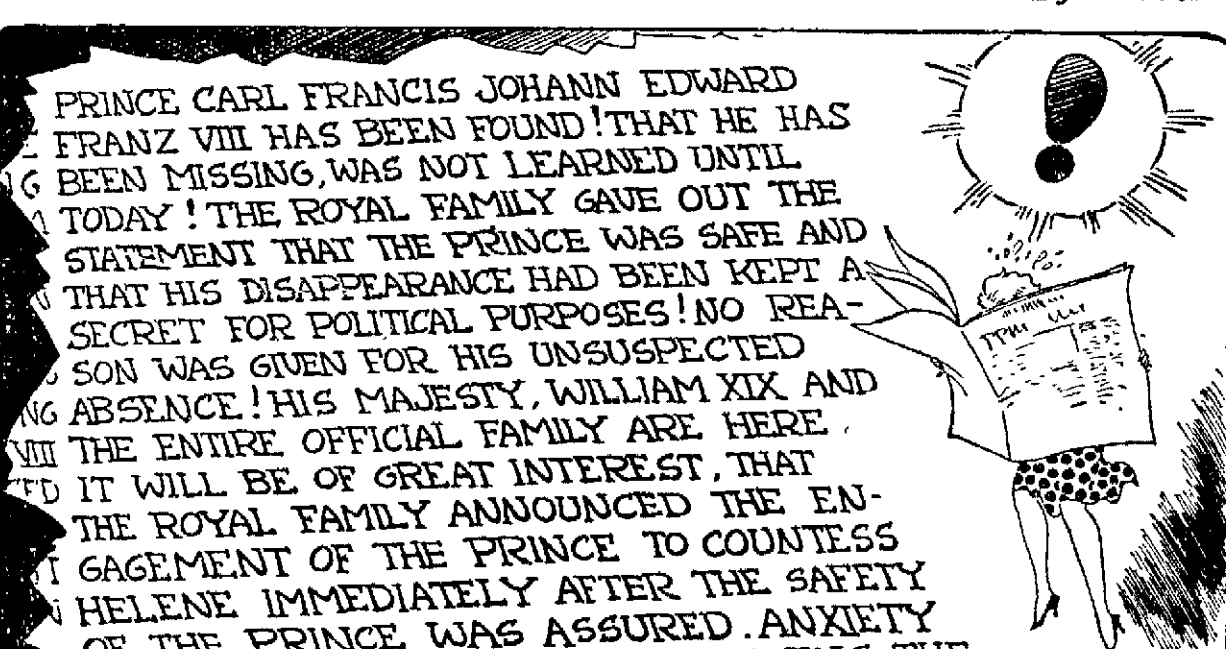 PRINCE CARL FRANCIS JOHANN EDWARD
FRANZ VIII HAS BEEN FOUND! THAT HE HAS
BEEN MISSING, WAS NOT LEARNED UNTIL
TODAY! THE ROYAL FAMILY GAVE OUT THE
STATEMENT THAT THE PRINCE WAS SAFE AND
THAT HIS DISAPPEARANCE HAD BEEN KEPT A
SECRET FOR POLITICAL PURPOSES! NO REA-
SON WAS GIVEN FOR HIS UNSUSPECTED
NG ABSENCE! HIS MAJESTY, WILLIAM XIX AND
VIII THE ENTIRE OFFICIAL FAMILY ARE HERE
IT WILL BE OF GREAT INTEREST, THAT
THE ROYAL FAMILY ANNOUNCED THE EN-
GAGEMENT OF THE PRINCE TO COUNTESS
HELENE IMMEDIATELY AFTER THE SAFETY
OF THE PRINCE WAS ASSURED. ANXIETY
!